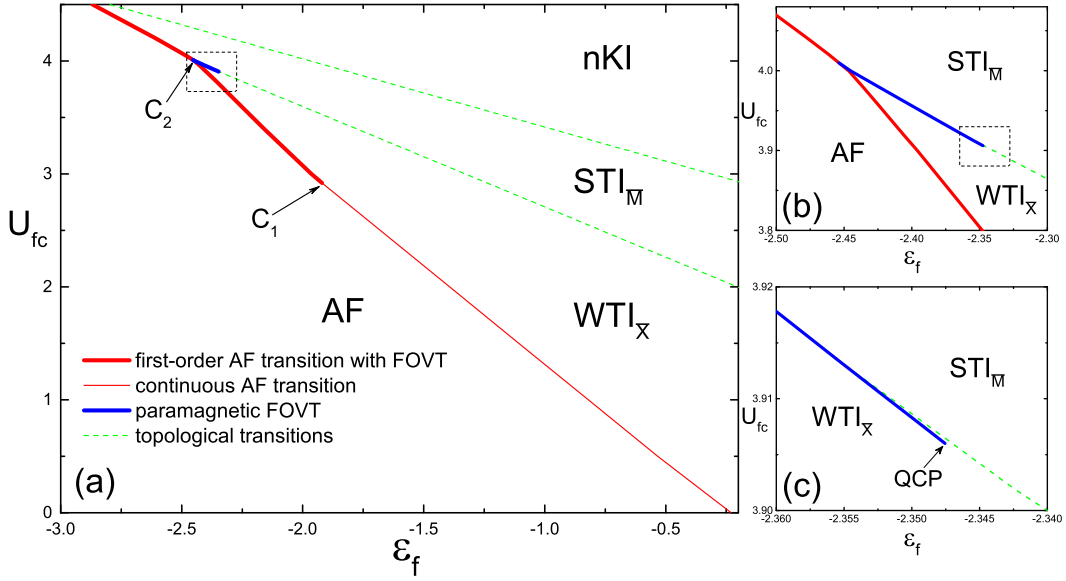 4
3
2
1
0
U_fc
-3.0
-2.5
-2.0
-1.5
-1.0
-0.5
ε_f
nKI
C_2
STI_M̅
C_1
AF
WTI_X̅
first-order AF transition with FOVT
continuous AF transition
paramagnetic FOVT
topological transitions
(a)
4.1
4.0
3.9
3.8
U_fc
STI_M̅
AF
WTI_X̅
(b)
-2.50
-2.45
-2.40
-2.35
-2.30
ε_f
3.92
3.91
3.90
U_fc
STI_M̅
WTI_X̅
QCP
(c)
-2.360
-2.355
-2.350
-2.345
-2.340
ε_f